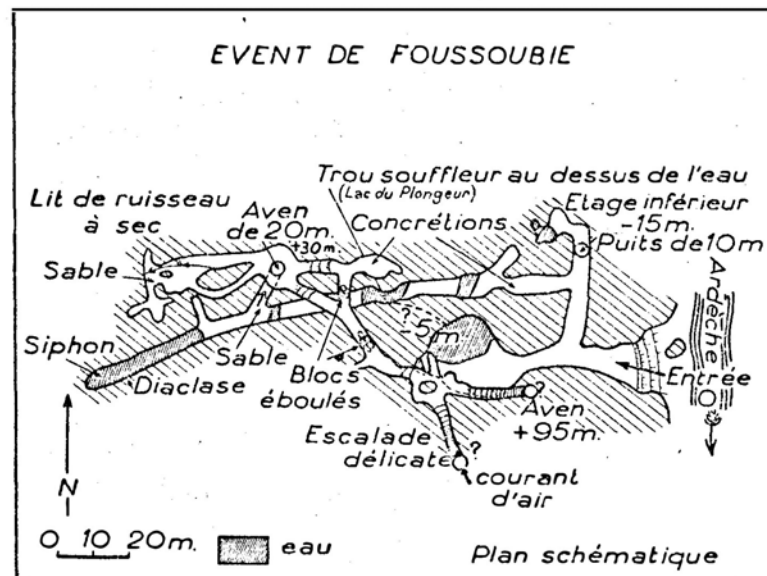 EVENT DE FOUSSOUBIE
Trou souffleur au dessus de l'eau
(Lac du Plongeur)
Lit de ruisseau
à sec
Aven
de 20m.
+30m
Concrétions
Etage inférieur
-15m.
Puits de 10m
Sable
Ardèche
?
-5m.
Siphon
Sable
Diaclase
Blocs
éboulés
Entrée
?
Aven
+95m.
Escalade
délicate
?
courant
d'air
N
0 10 20m.
eau
Plan schématique